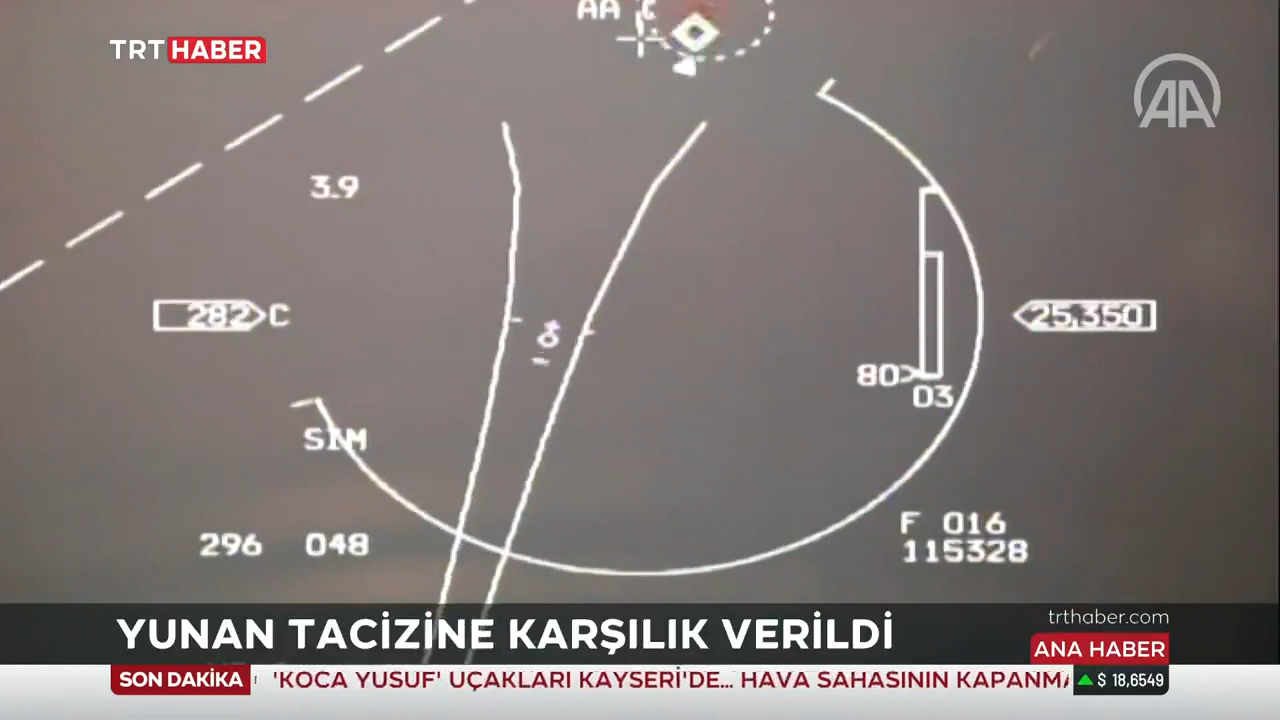 AA C
TRT HABER
AA
3.9
282 C
25,350
80
03
SIM
F 016
296 048
115328
trthaber.com
YUNAN TACİZİNE KARŞILIK VERİLDİ
ANA HABER
SON DAKİKA 'KOCA YUSUF' UÇAKLARI KAYSERİ'DE... HAVA SAHASININ KAPANMA
$ 18,6549